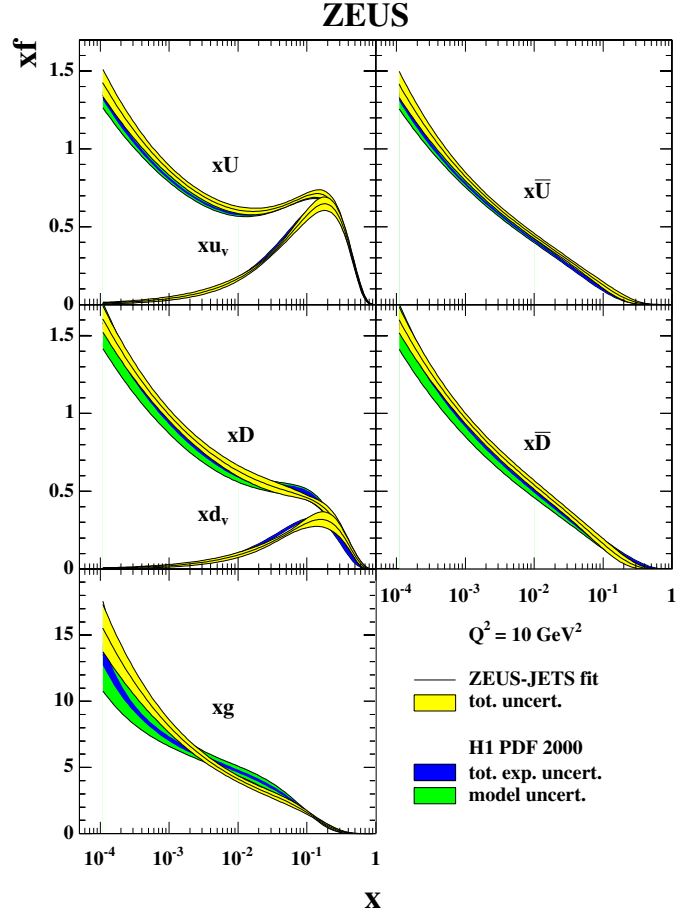 ZEUS
xf
1.5
1
0.5
0
xU
xu_v
xU̅
1.5
1
0.5
0
xD
xd_v
xD̅
10^-4 10^-3 10^-2 10^-1 1
15
10
5
0
xg
10^-4 10^-3 10^-2 10^-1 1
x
Q^2 = 10 GeV^2
ZEUS-JETS fit
tot. uncert.
H1 PDF 2000
tot. exp. uncert.
model uncert.